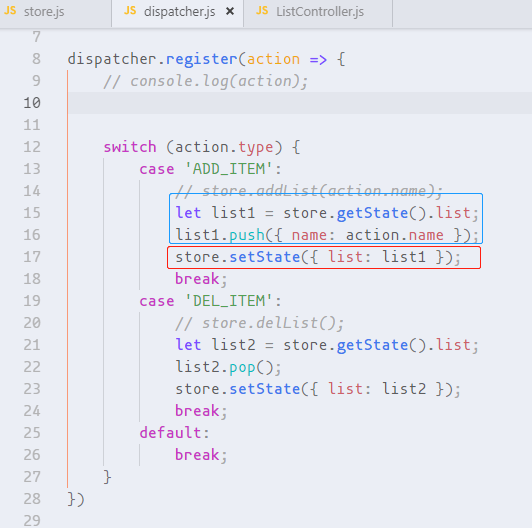 JS store.js JS dispatcher.js × JS ListController.js
7
8 dispatcher.register(action => {
9 // console.log(action);
10
11
12 switch (action.type) {
13 case 'ADD_ITEM':
14 // store.addList(action.name);
15 let list1 = store.getState().list;
16 list1.push({ name: action.name });
17 store.setState({ list: list1 });
18 break;
19 case 'DEL_ITEM':
20 // store.delList();
21 let list2 = store.getState().list;
22 list2.pop();
23 store.setState({ list: list2 });
24 break;
25 default:
26 break;
27 }
28 })
29